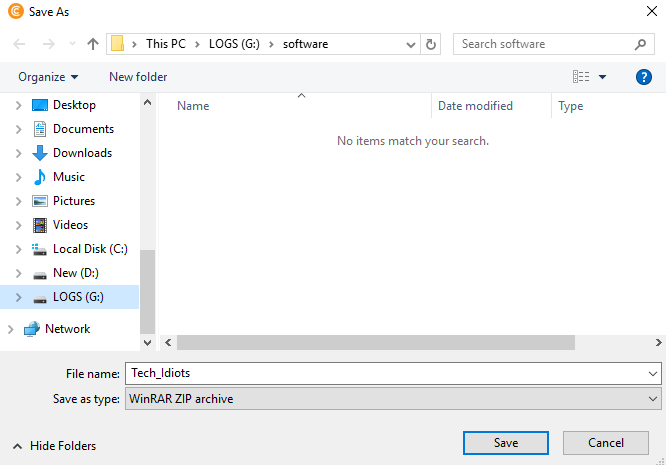 Save As
This PC > LOGS (G:) > software
Search software
Organize
New folder
?
Name
Date modified
Type
No items match your search.
Desktop
Documents
Downloads
Music
Pictures
Videos
Local Disk (C:)
New (D:)
LOGS (G:)
Network
File name: Tech_Idiots
Save as type: WinRAR ZIP archive
Hide Folders
Save
Cancel